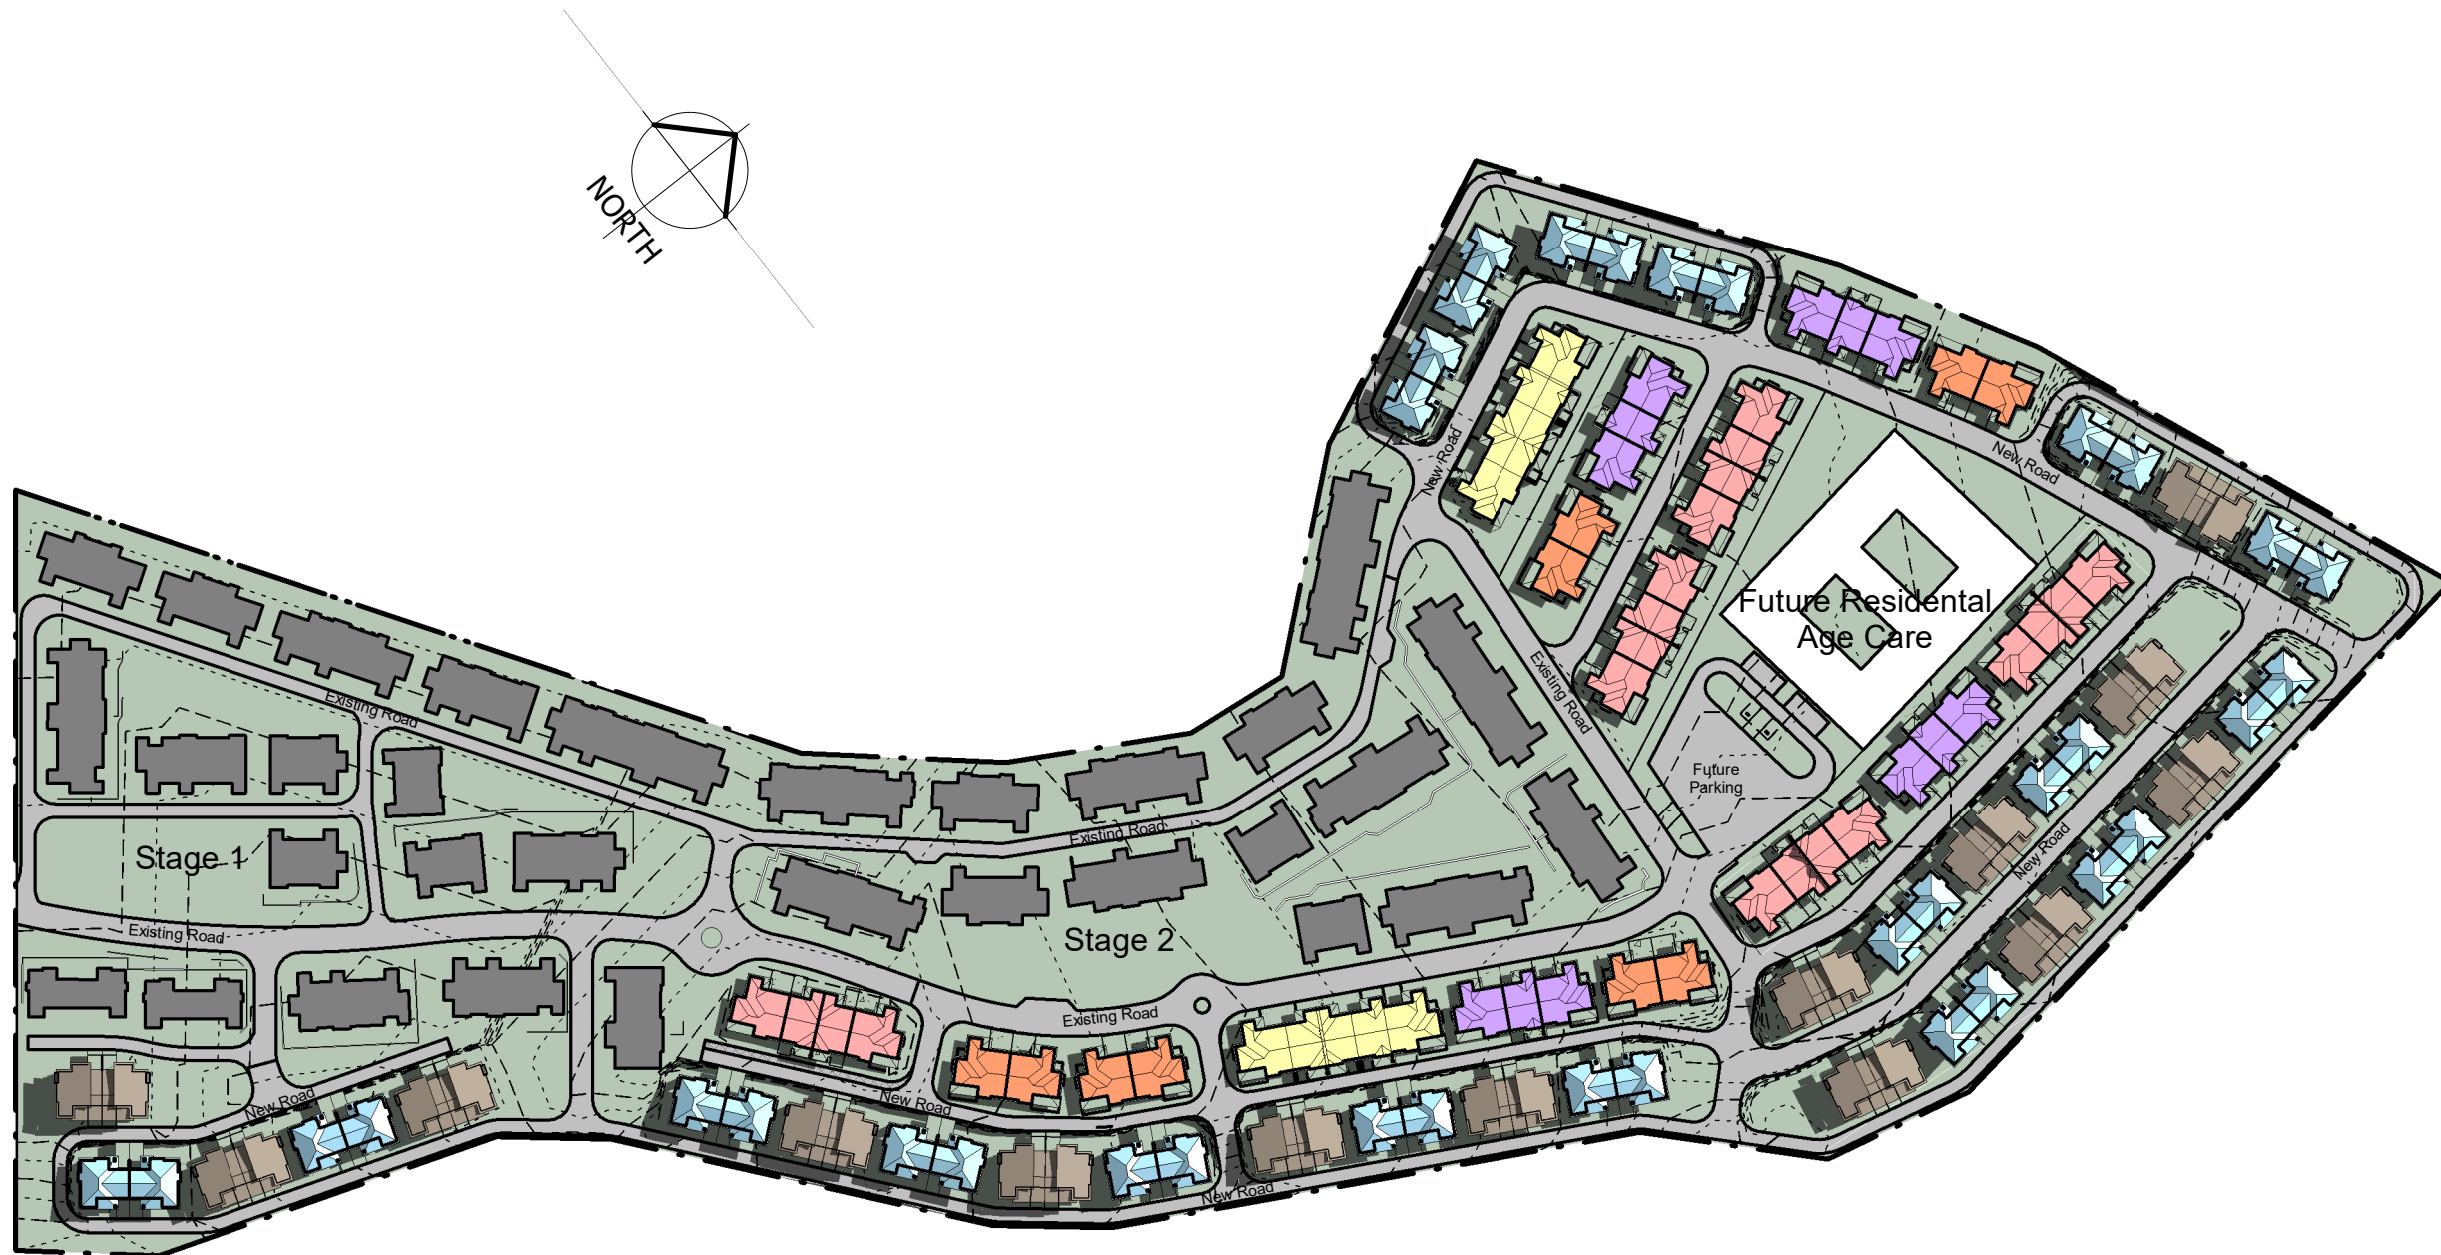 NORTH
New Road
New Road
Future Residental
Age Care
Existing Road
Existing Road
Future
Parking
Existing Road
Stage 1
New Road
Existing Road
Stage 2
Existing Road
New Road
New Road
New Road